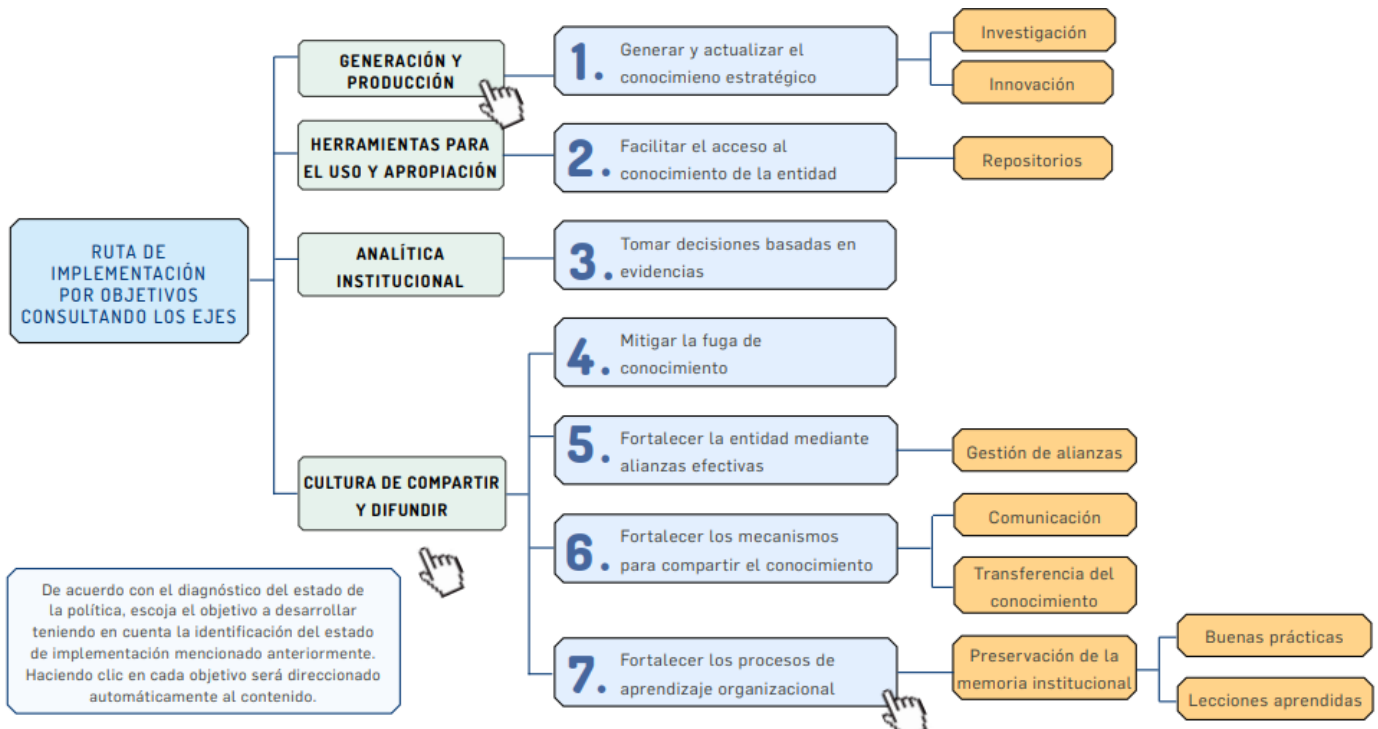 RUTA DE
IMPLEMENTACIÓN
POR OBJETIVOS
CONSULTANDO LOS EJES
GENERACIÓN Y
PRODUCCIÓN
1. Generar y actualizar el
conocimieno estratégico
Investigación
Innovación
HERRAMIENTAS PARA
EL USO Y APROPIACIÓN
2. Facilitar el acceso al
conocimiento de la entidad
Repositorios
ANALÍTICA
INSTITUCIONAL
3. Tomar decisiones basadas en
evidencias
CULTURA DE COMPARTIR
Y DIFUNDIR
4. Mitigar la fuga de
conocimiento
5. Fortalecer la entidad mediante
alianzas efectivas
Gestión de alianzas
6. Fortalecer los mecanismos
para compartir el conocimiento
Comunicación
Transferencia del
conocimiento
7. Fortalecer los procesos de
aprendizaje organizacional
Preservación de la
memoria institucional
Buenas prácticas
Lecciones aprendidas
De acuerdo con el diagnóstico del estado de
la política, escoja el objetivo a desarrollar
teniendo en cuenta la identificación del estado
de implementación mencionado anteriormente.
Haciendo clic en cada objetivo será direccionado
automáticamente al contenido.